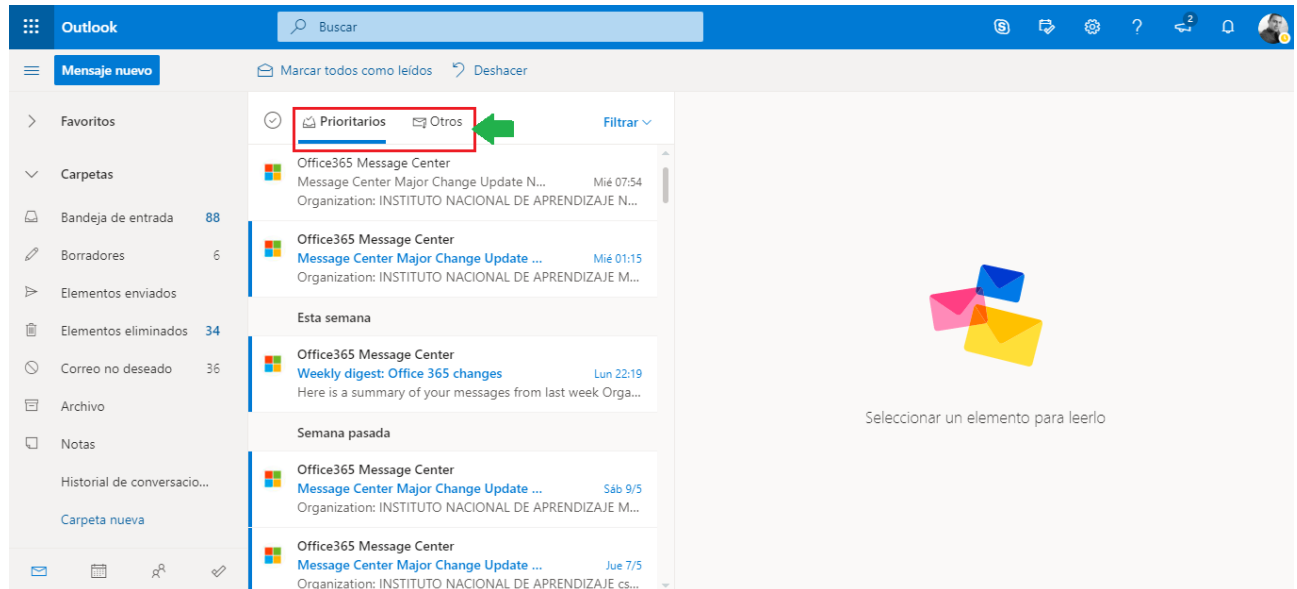 Outlook
Buscar
2
Mensaje nuevo
Marcar todos como leídos
Deshacer
Favoritos
Carpetas
Bandeja de entrada 88
Borradores 6
Elementos enviados
Elementos eliminados 34
Correo no deseado 36
Archivo
Notas
Historial de conversacio...
Carpeta nueva
Prioritarios
Otros
Filtrar
Office365 Message Center
Message Center Major Change Update N... Mié 07:54
Organization: INSTITUTO NACIONAL DE APRENDIZAJE N...
Office365 Message Center
Message Center Major Change Update ... Mié 01:15
Organization: INSTITUTO NACIONAL DE APRENDIZAJE M...
Esta semana
Office365 Message Center
Weekly digest: Office 365 changes Lun 22:19
Here is a summary of your messages from last week Orga...
Semana pasada
Office365 Message Center
Message Center Major Change Update ... Sáb 9/5
Organization: INSTITUTO NACIONAL DE APRENDIZAJE M...
Office365 Message Center
Message Center Major Change Update ... Jue 7/5
Organization: INSTITUTO NACIONAL DE APRENDIZAJE cs...
Seleccionar un elemento para leerlo